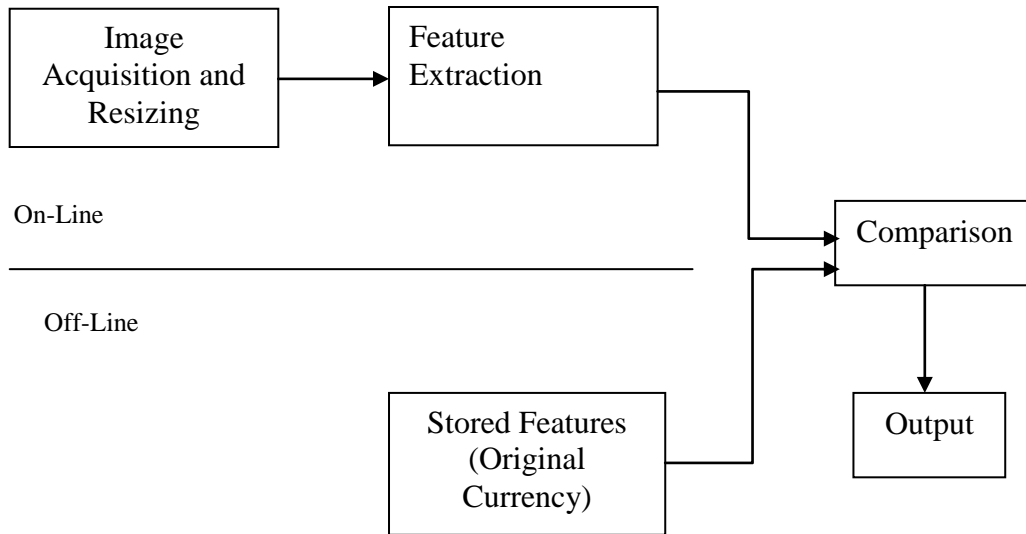 Image
Acquisition and
Resizing
Feature
Extraction
On-Line
Comparison
Off-Line
Stored Features
(Original
Currency)
Output